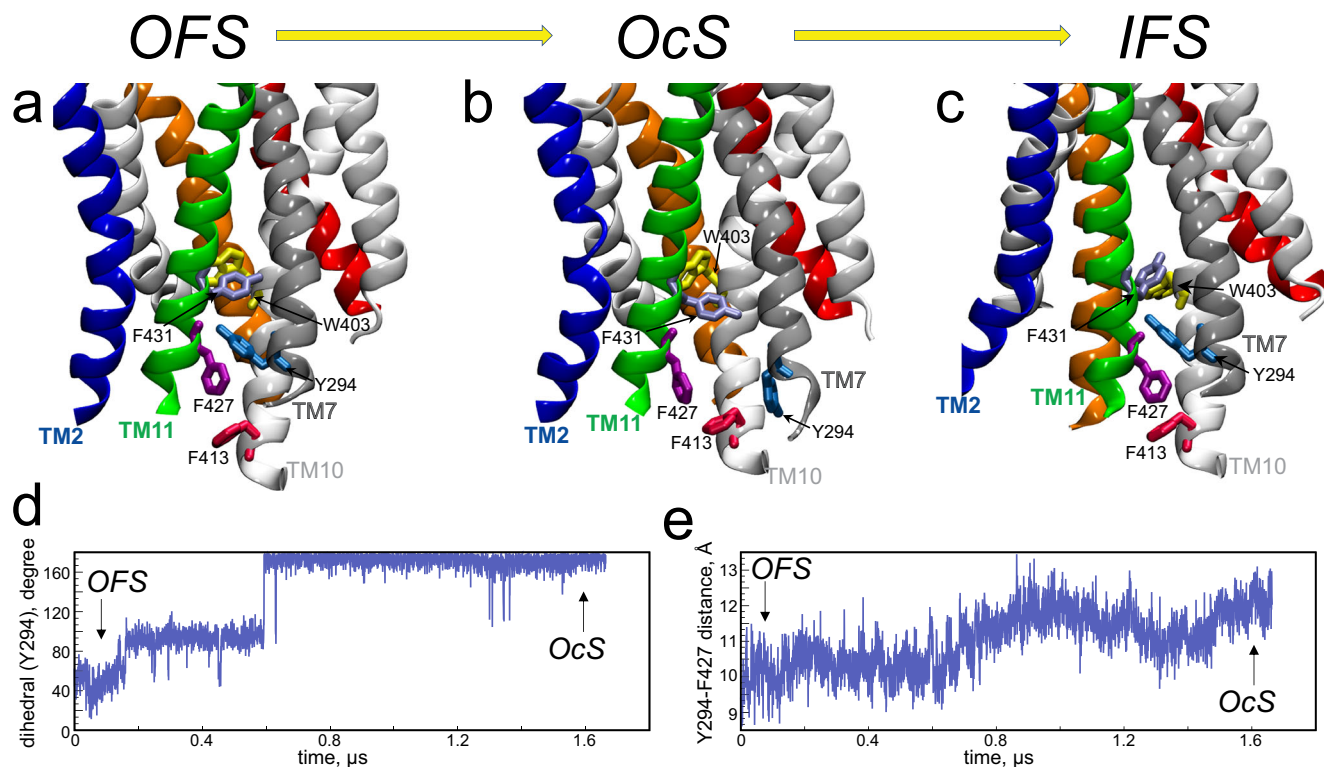 OFS OcS IFS
a b c
W403
F431 W403
F431 W403
F431
Y294 TM7 TM7
F427 TM7 Y294
F427 Y294 F427
TM2 TM11 F413 TM2 TM11 F413 TM2 TM11 F413
TM10 TM10 TM10
d e
dihedral (Y294), degree
160
120
80
40
0
OFS
OcS
0 0.4 0.8 1.2 1.6
time, µs
Y294-F427 distance, Å
13
12
11
10
9
OFS
OcS
0 0.4 0.8 1.2 1.6
time, µs